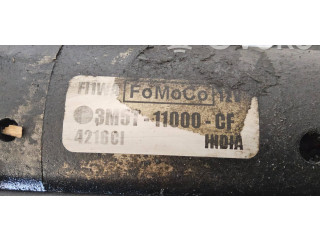 FoMoCo
3M5T-11000-CF
4216CI INDIA